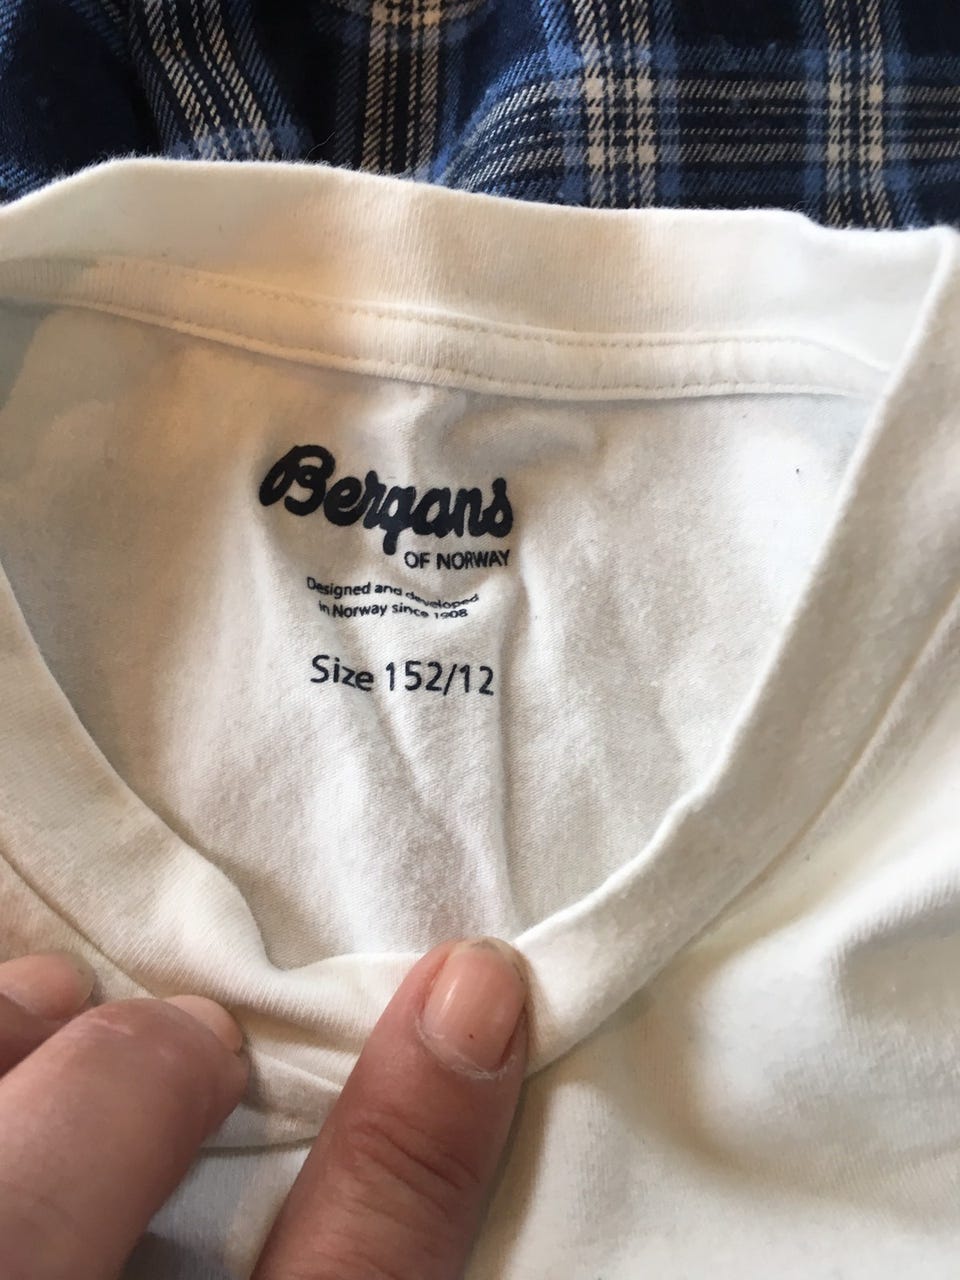 Bergans
OF NORWAY
Designed and developed
in Norway since 1908
Size 152/12